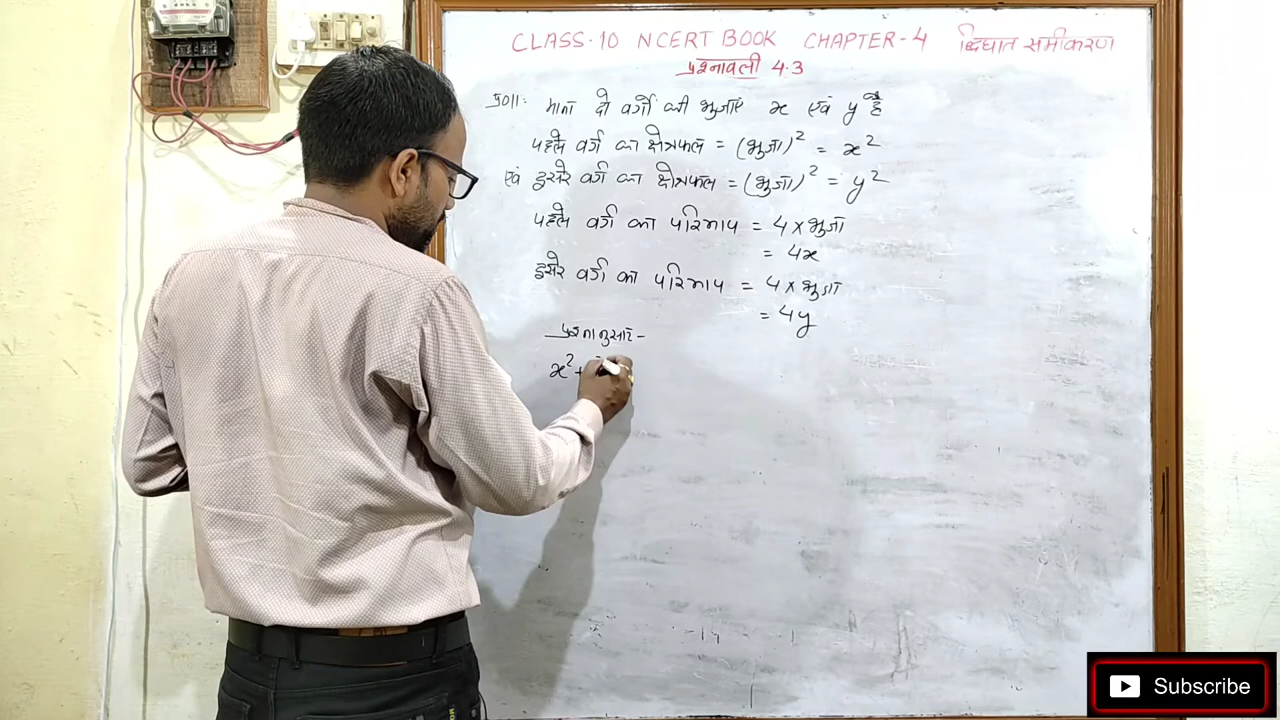 CLASS-10 NCERT BOOK CHAPTER-4 द्विघात समीकरण
प्रश्नावली 4.3
प्र011. माना दो वर्गो की भुजाएं x एवं y है
पहले वर्ग का क्षेत्रफल = (भुजा)² = x²
एवं दूसरे वर्ग का क्षेत्रफल = (भुजा)² = y²
पहले वर्ग का परिमाप = 4 × भुजा
= 4x
दूसरे वर्ग का परिमाप = 4 × भुजा
= 4y
प्रश्नानुसार -
x² +
Subscribe